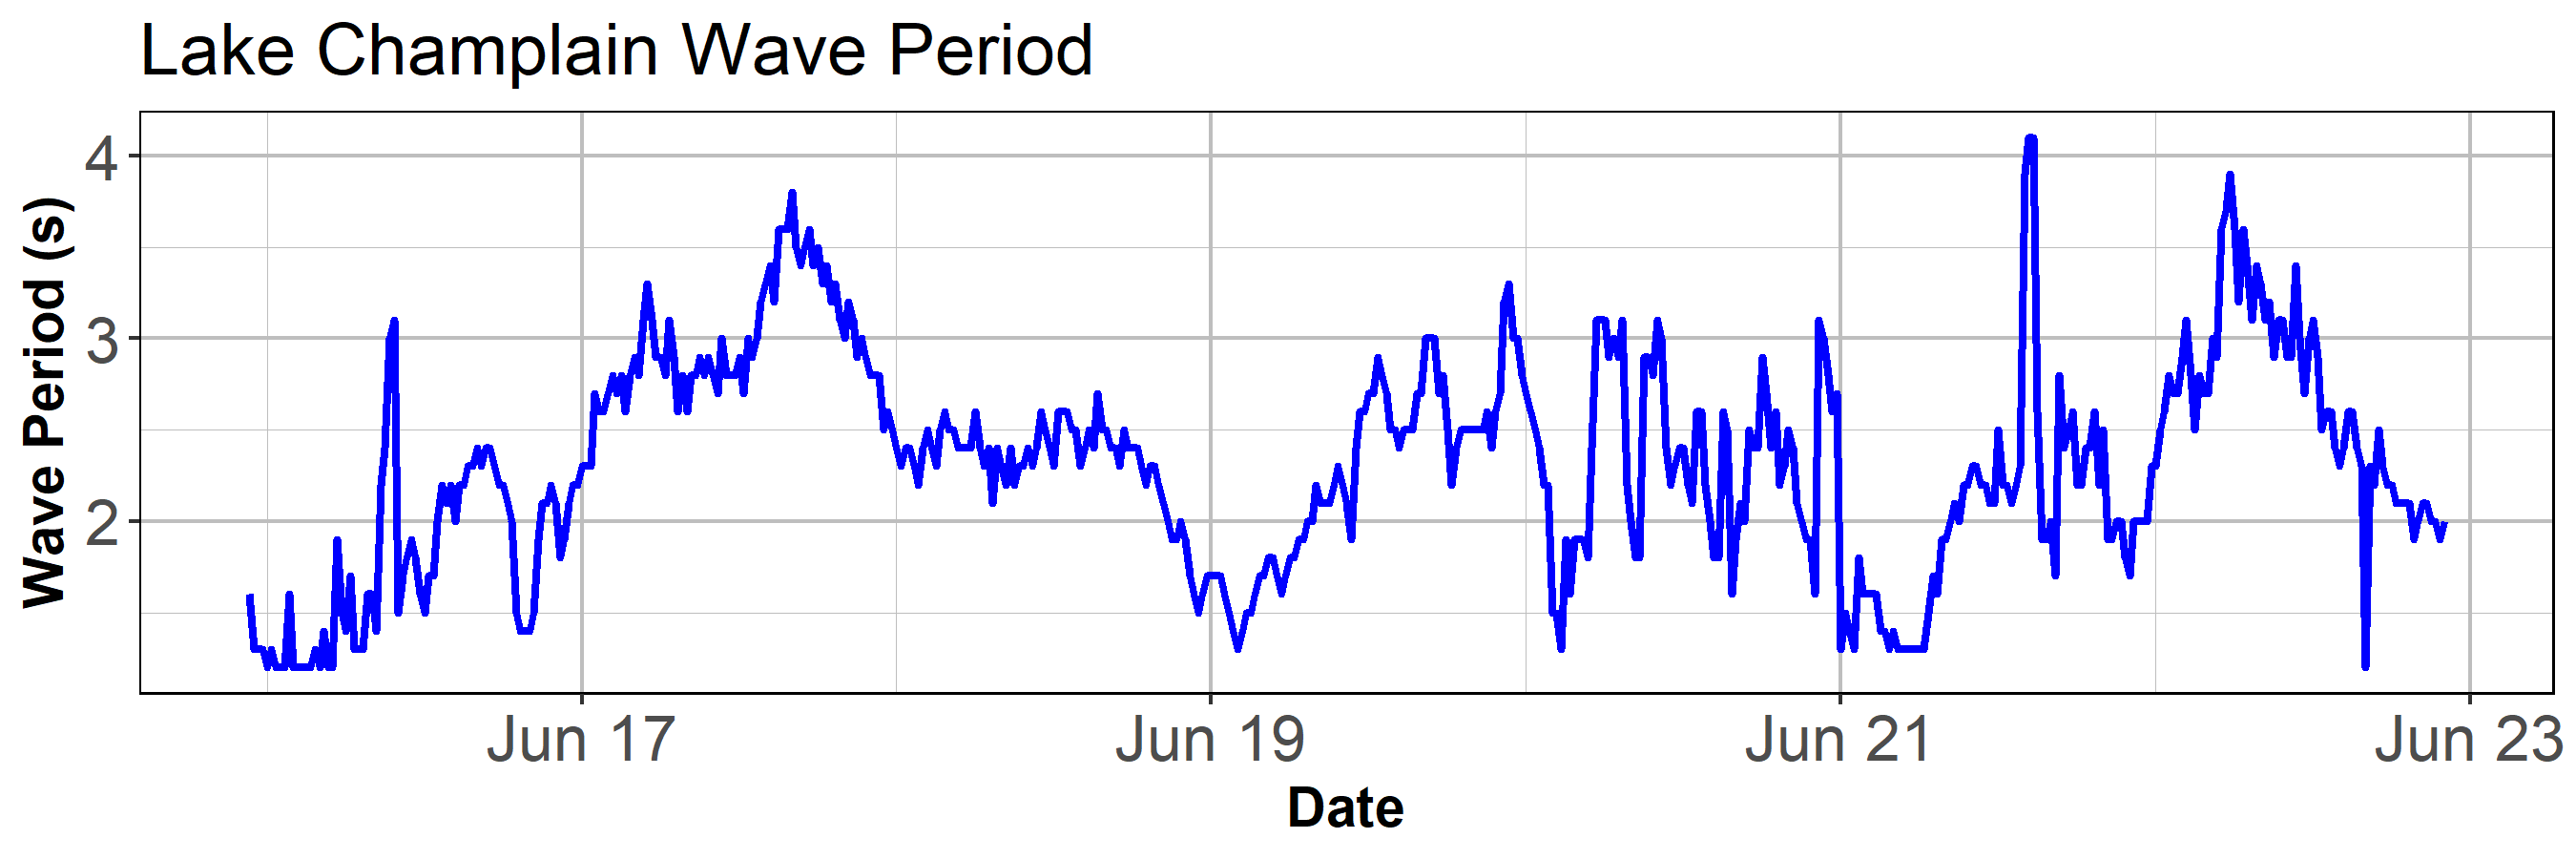 Lake Champlain Wave Period
Wave Period (s)
4
3
2
Jun 17 Jun 19 Jun 21 Jun 23
Date